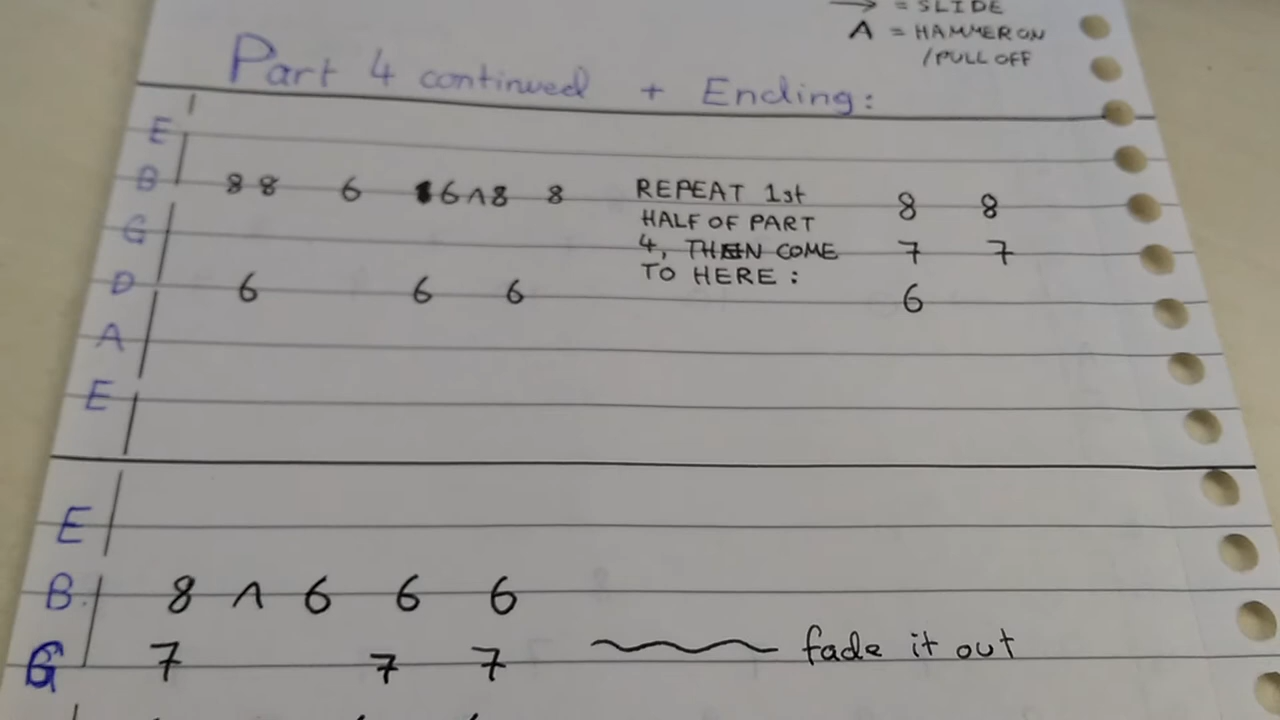 → = SLIDE
∧ = HAMMER ON
/PULL OFF
Part 4 continued + Ending:
E
B 8 8 6 6 ∧ 8 8 REPEAT 1st 8 8
HALF OF PART
G 4, THEN COME 7 7
TO HERE:
D 6 6 6 6
A
E
E
B 8 ∧ 6 6 6
G 7 7 7 fade it out